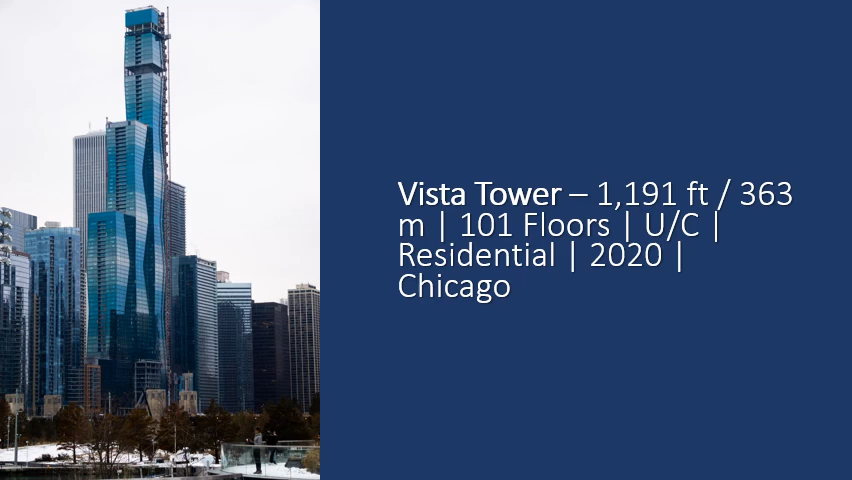 Vista Tower – 1,191 ft / 363
m | 101 Floors | U/C |
Residential | 2020 |
Chicago